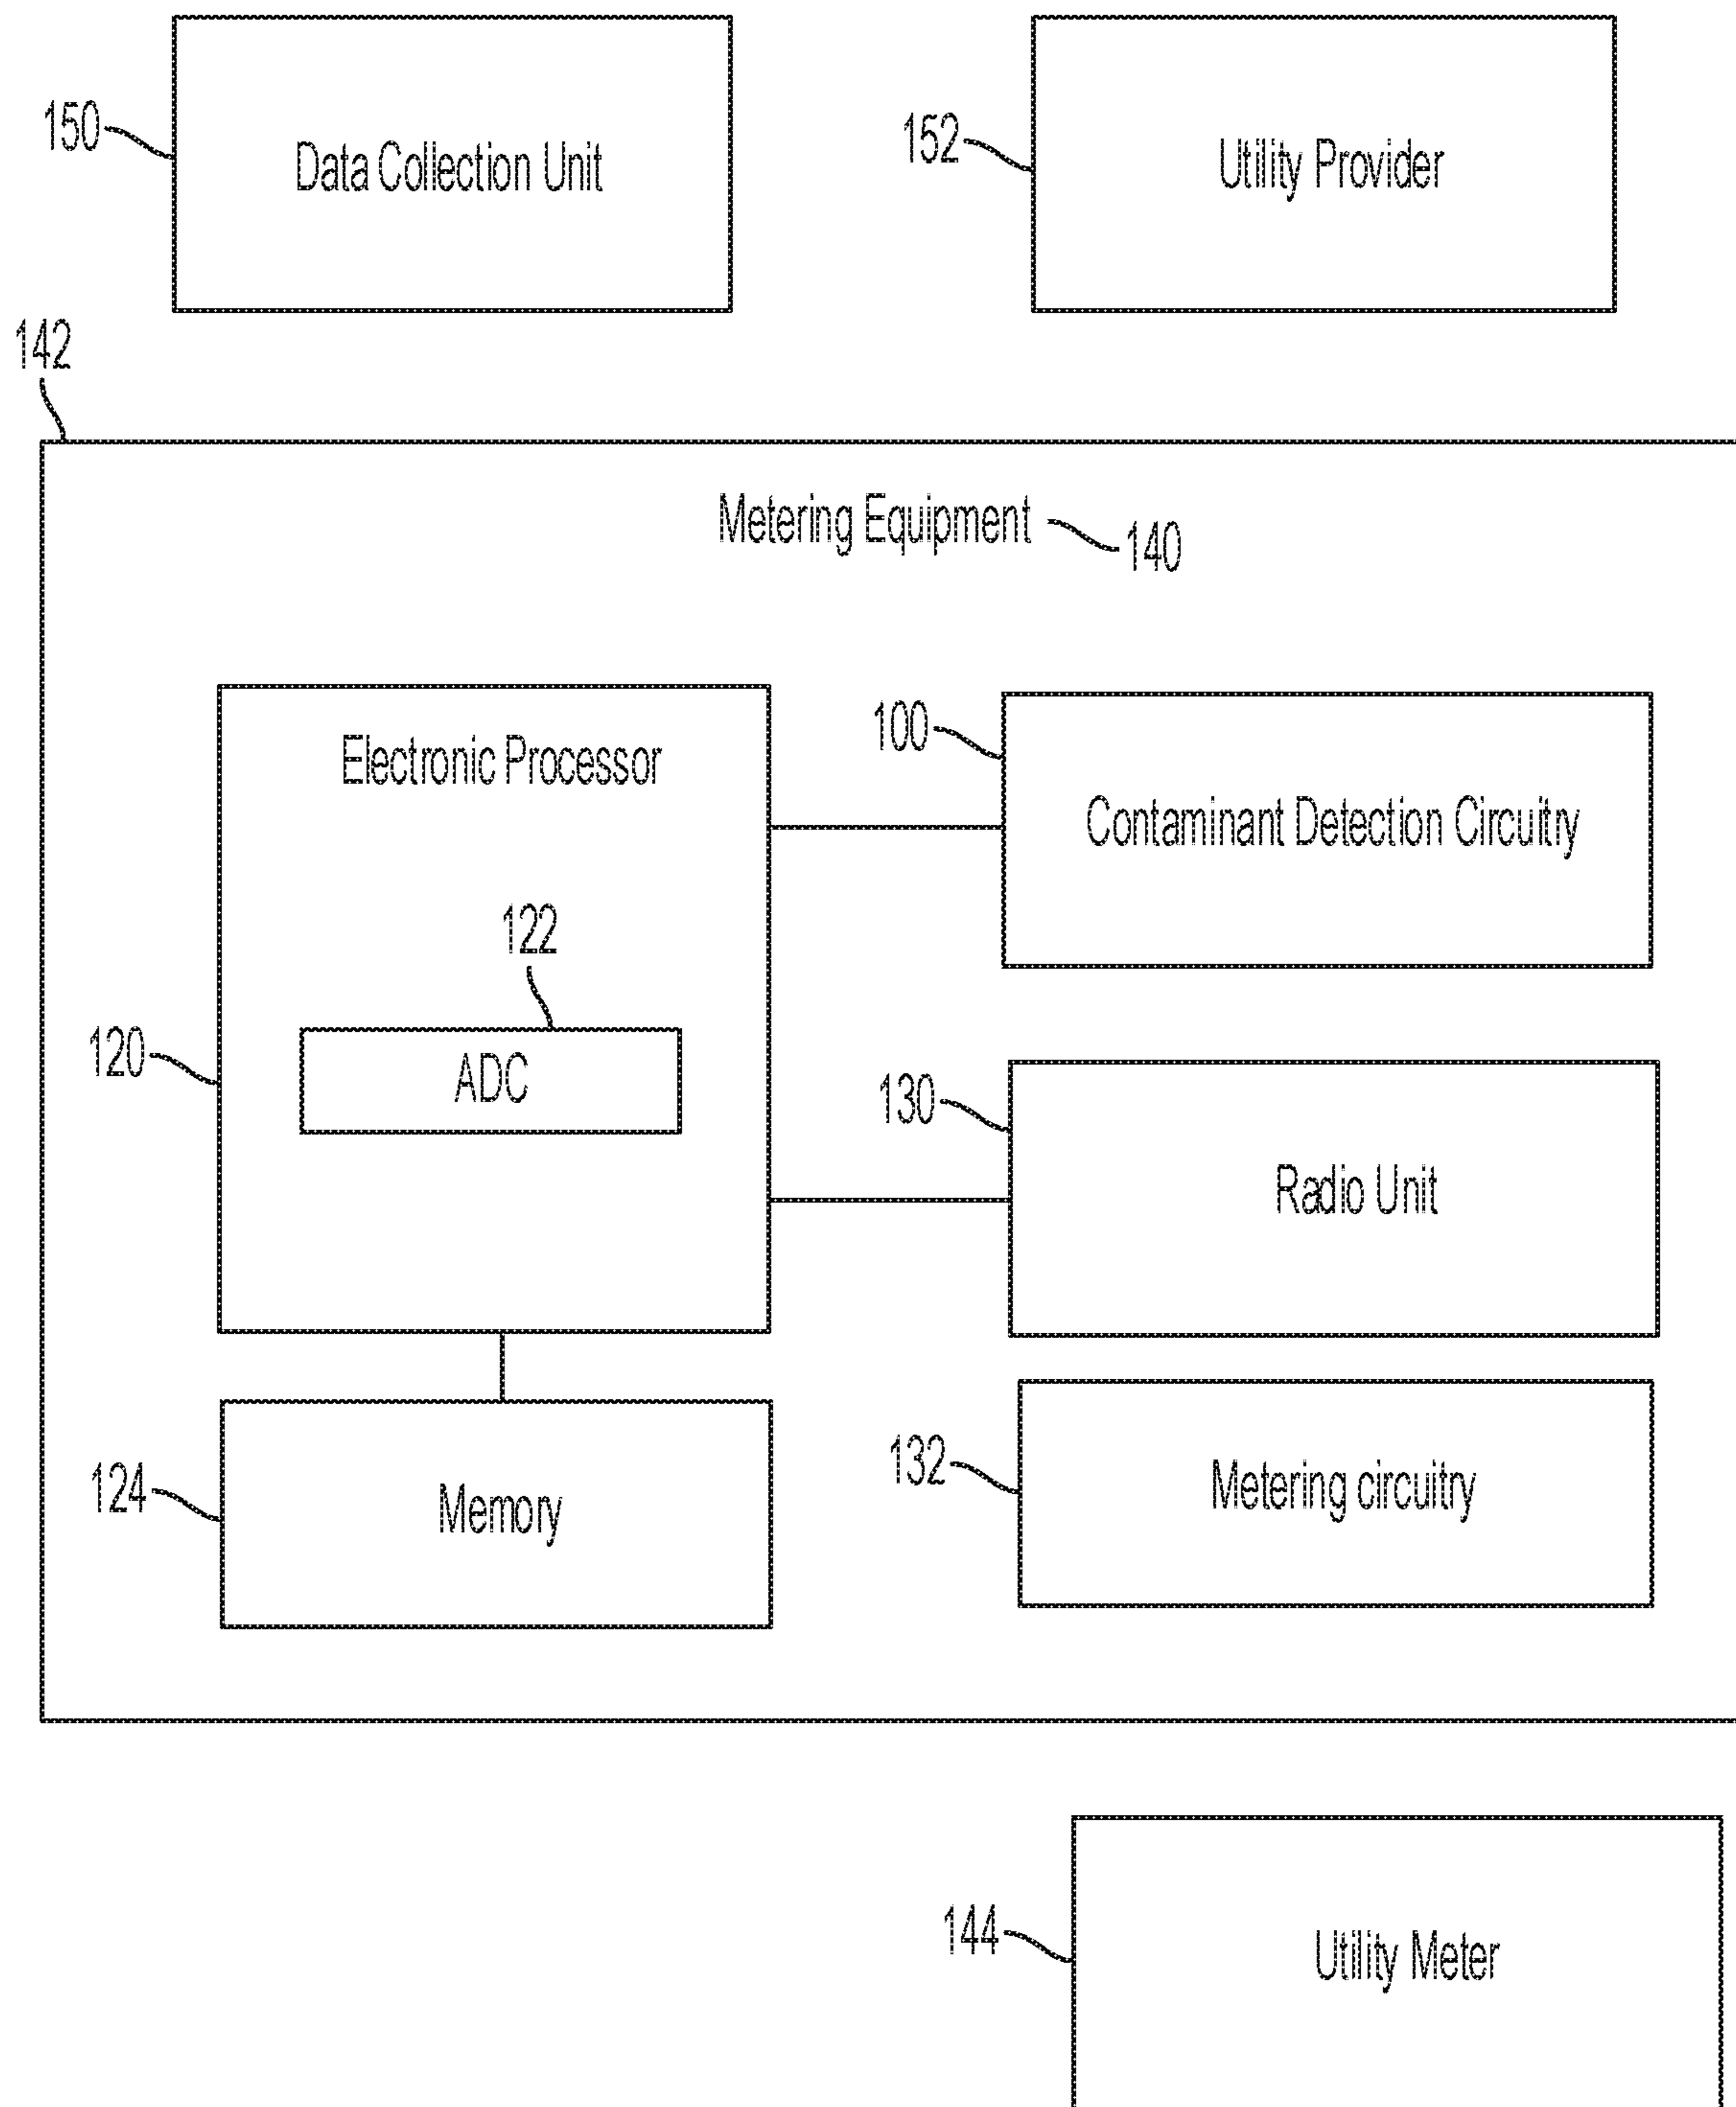 150
Data Collection Unit
152
Utility Provider
142
Metering Equipment
140
Electronic Processor
100
Contaminant Detection Circuitry
122
120
ADC
130
Radio Unit
124
Memory
132
Metering circuitry
144
Utility Meter